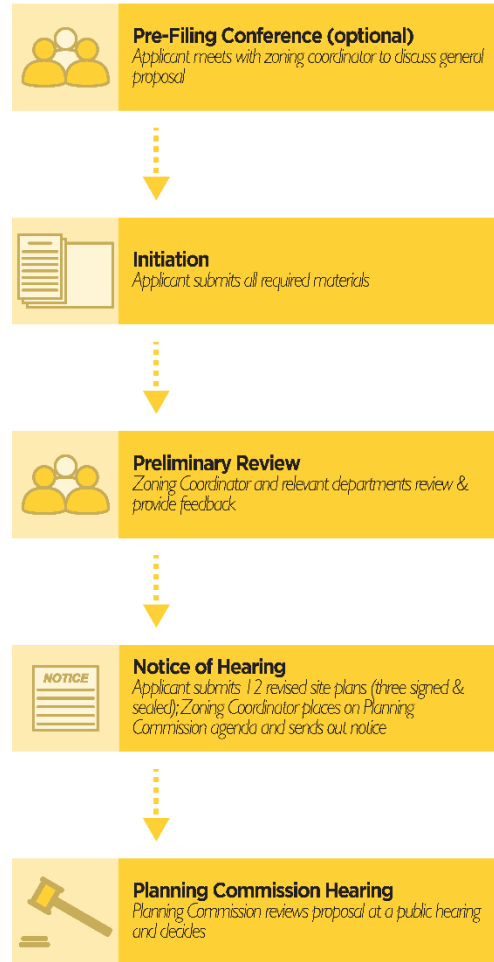 Pre-Filing Conference (optional)
Applicant meets with zoning coordinator to discuss general
proposal
Initiation
Applicant submits all required materials
Preliminary Review
Zoning Coordinator and relevant departments review &
provide feedback
NOTICE
Notice of Hearing
Applicant submits 12 revised site plans (three signed &
sealed); Zoning Coordinator places on Planning
Commission agenda and sends out notice
Planning Commission Hearing
Planning Commission reviews proposal at a public hearing
and decides